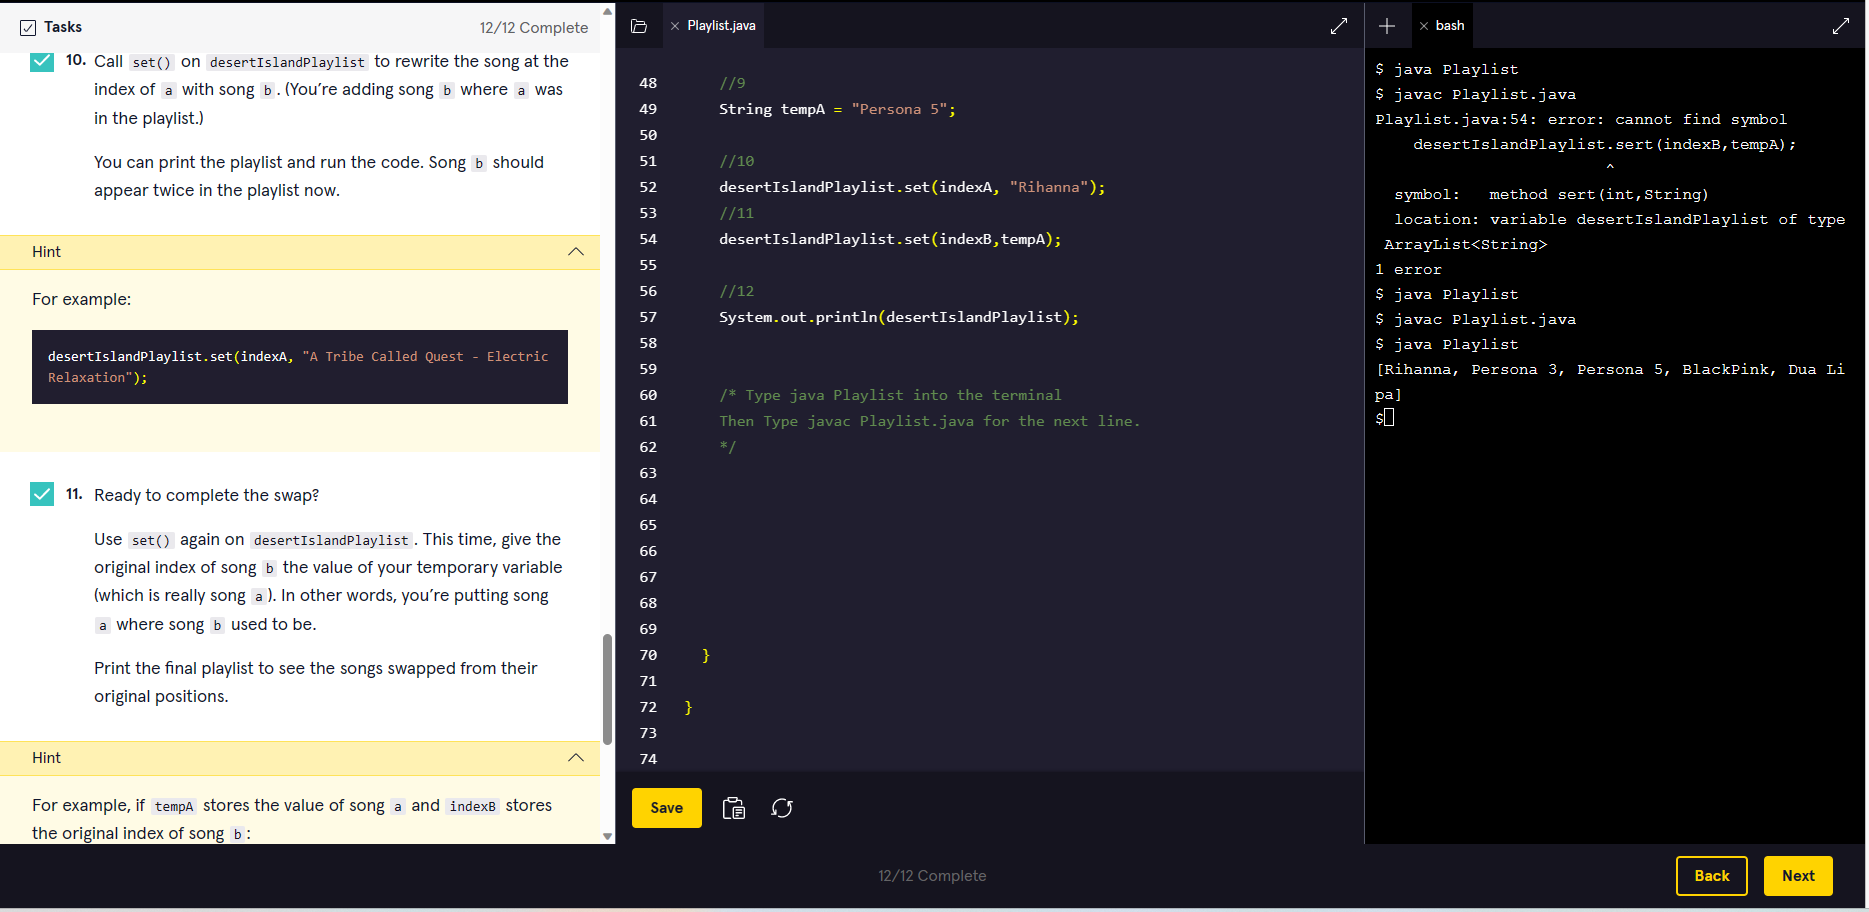 Tasks
12/12 Complete
10. Call set() on desertIslandPlaylist to rewrite the song at the
index of a with song b. (You're adding song b where a was
in the playlist.)
You can print the playlist and run the code. Song b should
appear twice in the playlist now.
Hint
For example:
desertIslandPlaylist.set(indexA, "A Tribe Called Quest - Electric
Relaxation");
11. Ready to complete the swap?
Use set() again on desertIslandPlaylist. This time, give the
original index of song b the value of your temporary variable
(which is really song a). In other words, you're putting song
a where song b used to be.
Print the final playlist to see the songs swapped from their
original positions.
Hint
For example, if tempA stores the value of song a and indexB stores
the original index of song b:
Playlist.java
48 //9
49 String tempA = "Persona 5";
50
51 //10
52 desertIslandPlaylist.set(indexA, "Rihanna");
53 //11
54 desertIslandPlaylist.set(indexB,tempA);
55
56 //12
57 System.out.println(desertIslandPlaylist);
58
59
60 /* Type java Playlist into the terminal
61 Then Type javac Playlist.java for the next line.
62 */
63
64
65
66
67
68
69
70 }
71
72 }
73
74
Save
bash
$ java Playlist
$ javac Playlist.java
Playlist.java:54: error: cannot find symbol
desertIslandPlaylist.sert(indexB,tempA);
^
symbol: method sert(int,String)
location: variable desertIslandPlaylist of type
ArrayList<String>
1 error
$ java Playlist
$ javac Playlist.java
$ java Playlist
[Rihanna, Persona 3, Persona 5, BlackPink, Dua Li
pa]
$
12/12 Complete
Back
Next